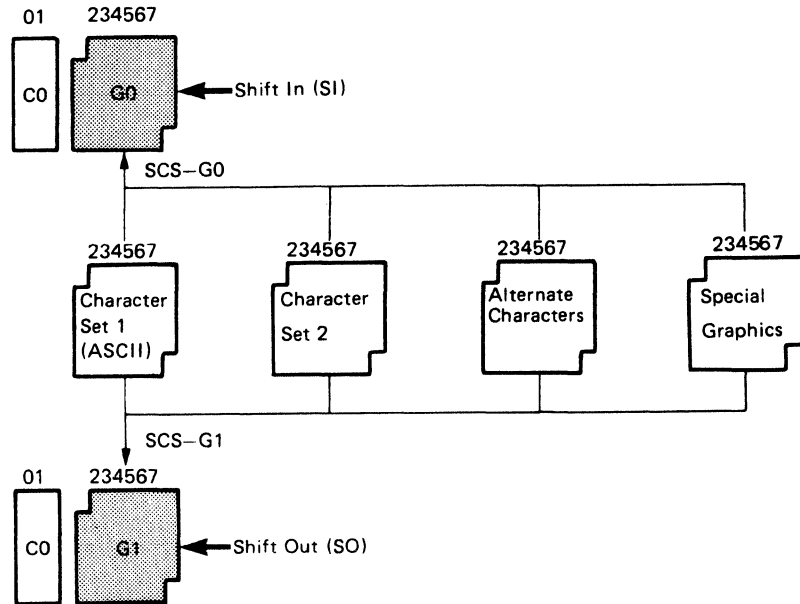 01 234567
C0
G0
Shift In (SI)
SCS–G0
234567
234567
234567
234567
Character
Set 1
(ASCII)
Character
Set 2
Alternate
Characters
Special
Graphics
SCS–G1
01 234567
C0
G1
Shift Out (SO)